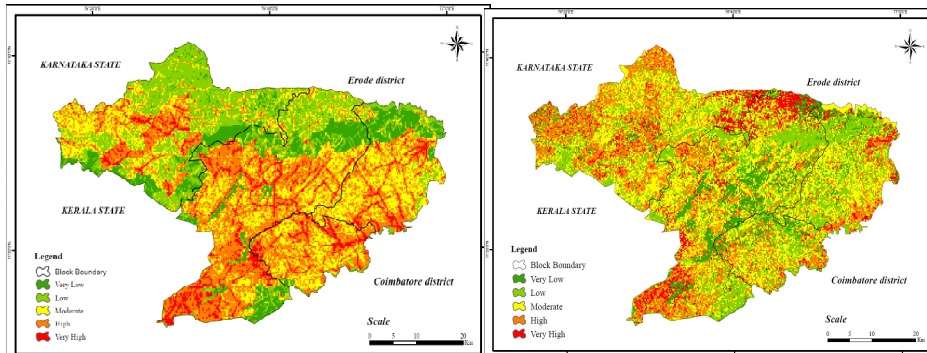 KARNATAKA STATE
Erode district
KERALA STATE
Coimbatore district
Legend
Block Boundary
Very Low
Low
Moderate
High
Very High
Scale
0 5 10 20
Km
KARNATAKA STATE
Erode district
KERALA STATE
Coimbatore district
Legend
Block Boundary
Very Low
Low
Moderate
High
Very High
Scale
0 5 10 20
Km